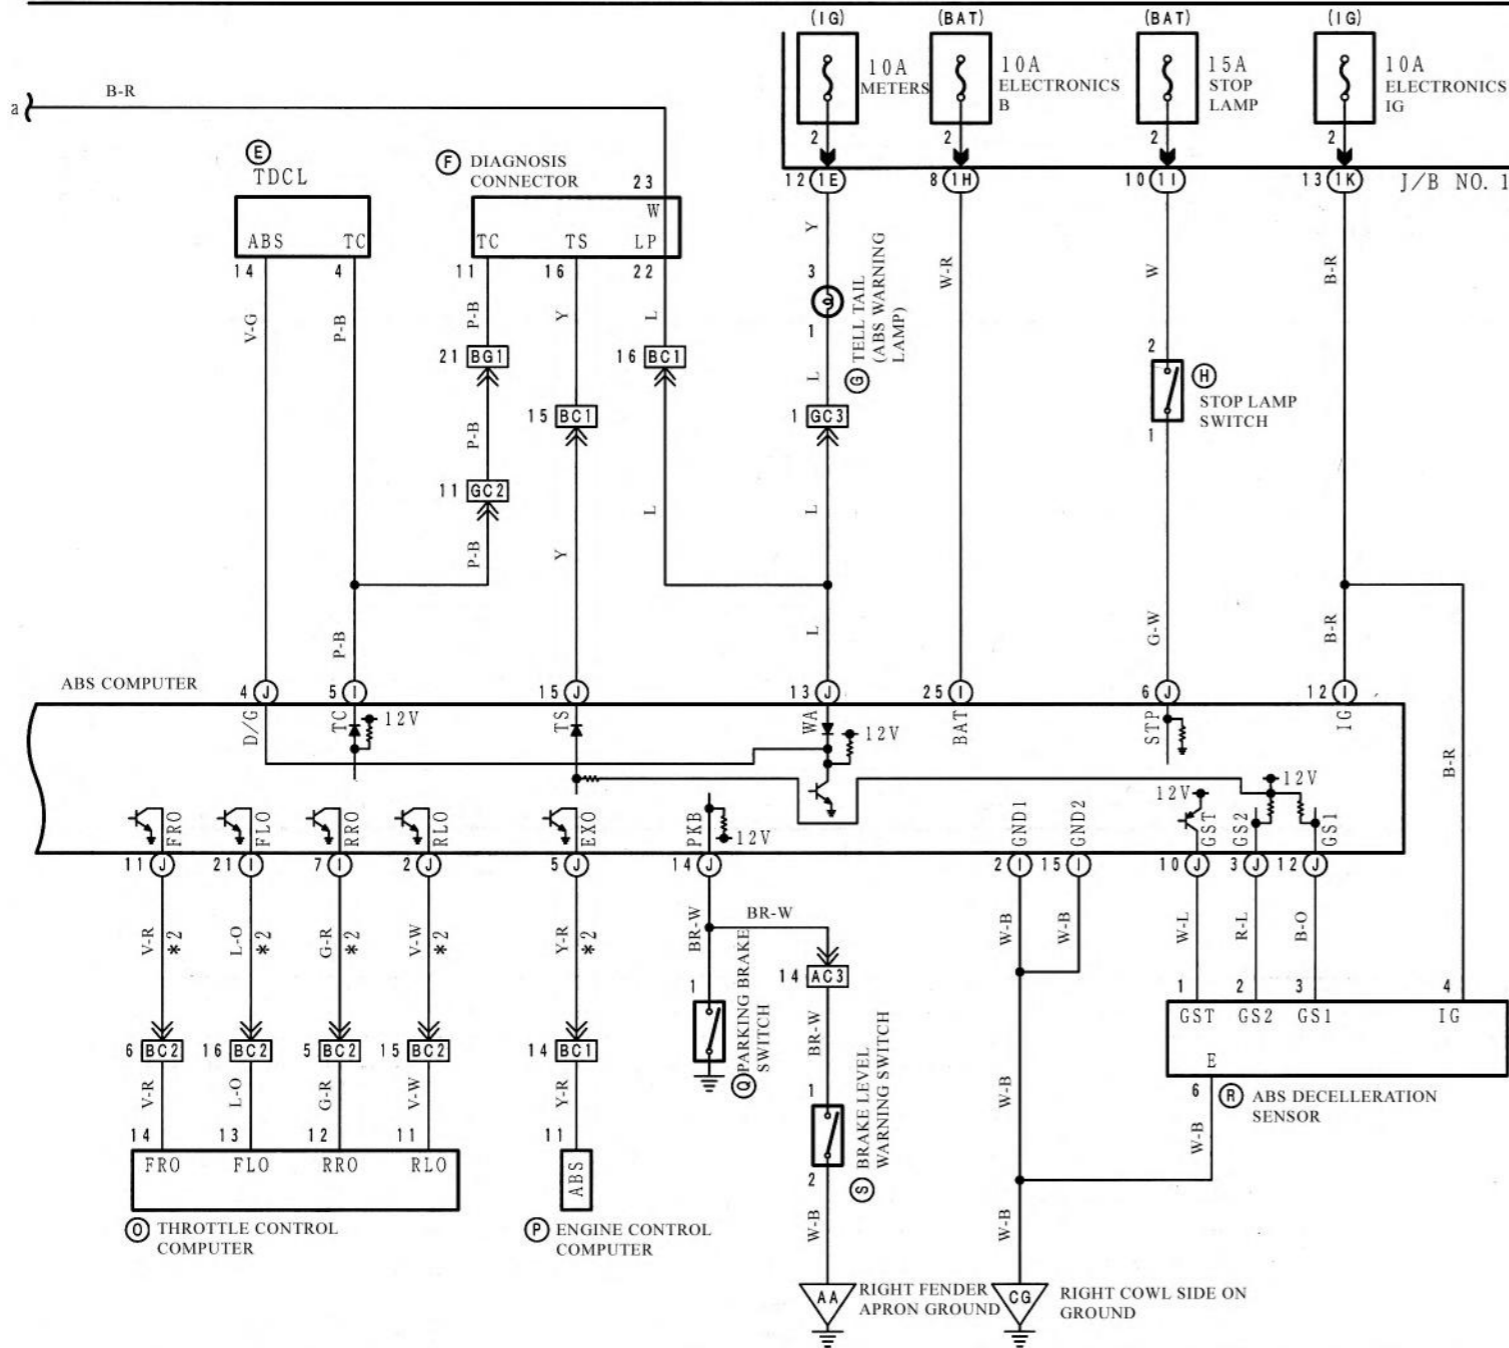 (IG) (BAT) (BAT) (IG)
10A
METERS
10A
ELECTRONICS
B
15A
STOP
LAMP
10A
ELECTRONICS
IG
2 2 2 2
12 1E 8 1H 10 1I 13 1K J/B NO. 1
a B-R
E
TDCL
ABS TC
14 4
F DIAGNOSIS
CONNECTOR
23
W
TC TS LP
11 16 22
Y W-R W B-R
3
1
G TELL TAIL
(ABS WARNING
LAMP)
V-G P-B P-B Y L
21 BG1 16 BC1
L
2
H
STOP LAMP
SWITCH
1
15 BC1 1 GC3
P-B
11 GC2
L L
P-B Y
P-B L G-W B-R
ABS COMPUTER
4 J 5 I 15 J 13 J 25 I 6 J 12 I
D/G TC TS WA BAT STP IG
12V 12V
B-R
12V
12V
FRO FLO RRO RLO EXO PKB GND1 GND2 GST GS2 GS1
12V
11 J 21 I 7 I 2 J 5 J 14 J 2 I 15 I 10 J 3 J 12 J
V-R *2 L-O *2 G-R *2 V-W *2 Y-R *2 BR-W BR-W W-B W-B W-L R-L B-O
14 AC3
1
Q PARKING BRAKE
SWITCH
1 2 3 4
GST GS2 GS1 IG
E
6 R ABS DECELLERATION
SENSOR
6 BC2 16 BC2 5 BC2 15 BC2 14 BC1
BR-W
V-R L-O G-R V-W Y-R W-B W-B
1
S BRAKE LEVEL
WARNING SWITCH
2
14 13 12 11 11
FRO FLO RRO RLO ABS
O THROTTLE CONTROL
COMPUTER
P ENGINE CONTROL
COMPUTER
W-B W-B
AA RIGHT FENDER
APRON GROUND
CG RIGHT COWL SIDE ON
GROUND